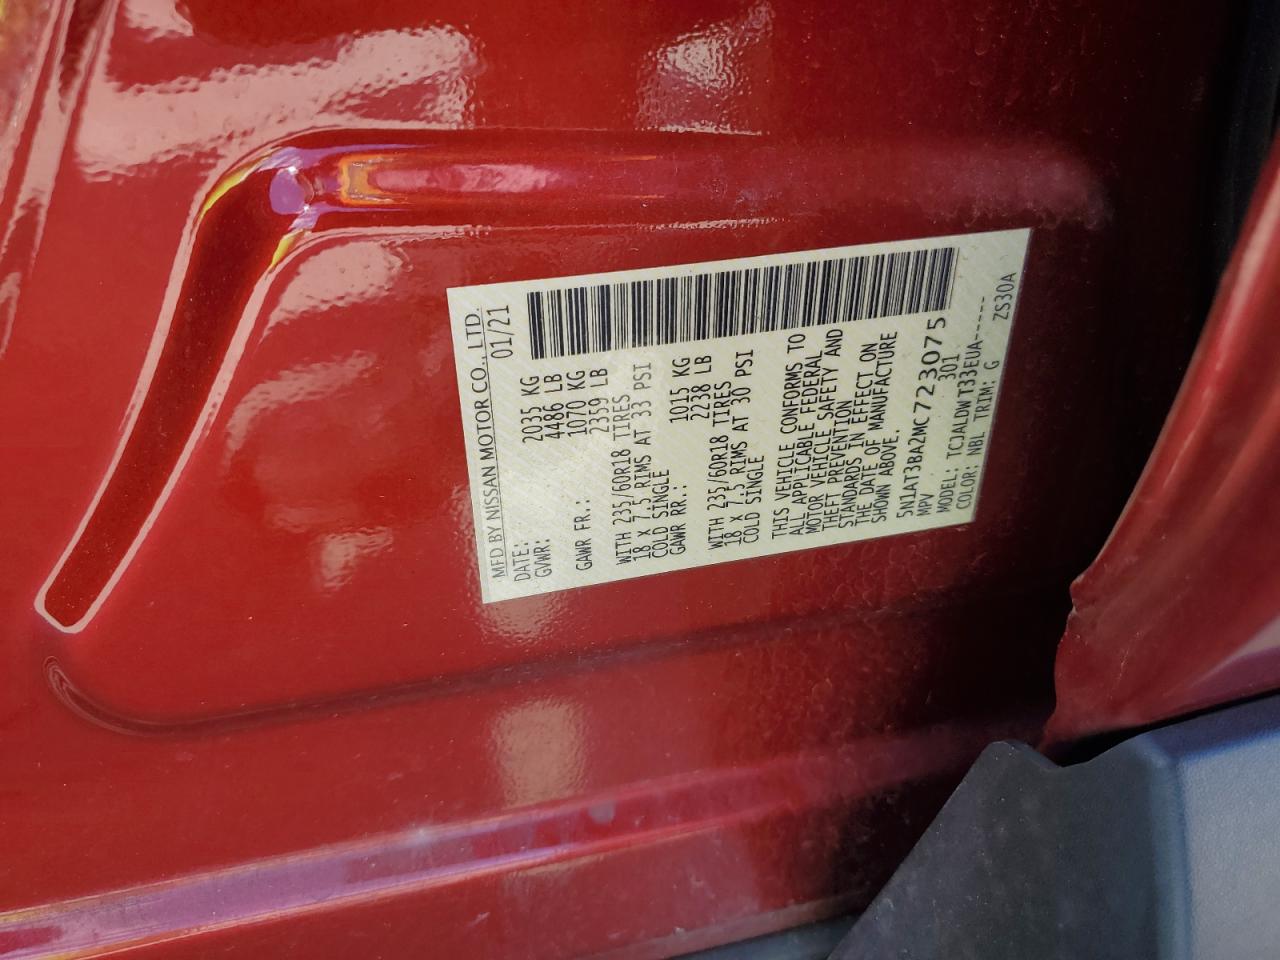 MFD BY NISSAN MOTOR CO., LTD.
DATE: 01/21
GVWR: 2035 KG
4486 LB
GAWR FR.: 1070 KG
2359 LB
WITH 235/60R18 TIRES
18 X 7.5 RIMS AT 33 PSI
COLD SINGLE
GAWR RR.: 1015 KG
2238 LB
WITH 235/60R18 TIRES
18 X 7.5 RIMS AT 30 PSI
COLD SINGLE
THIS VEHICLE CONFORMS TO
ALL APPLICABLE FEDERAL
MOTOR VEHICLE SAFETY AND
THEFT PREVENTION
STANDARDS IN EFFECT ON
THE DATE OF MANUFACTURE
SHOWN ABOVE.
5N1AT3BA2MC723075
MPV 301
MODEL: TCJALDW T33EUA-----
COLOR: NBL TRIM: G ZS30A